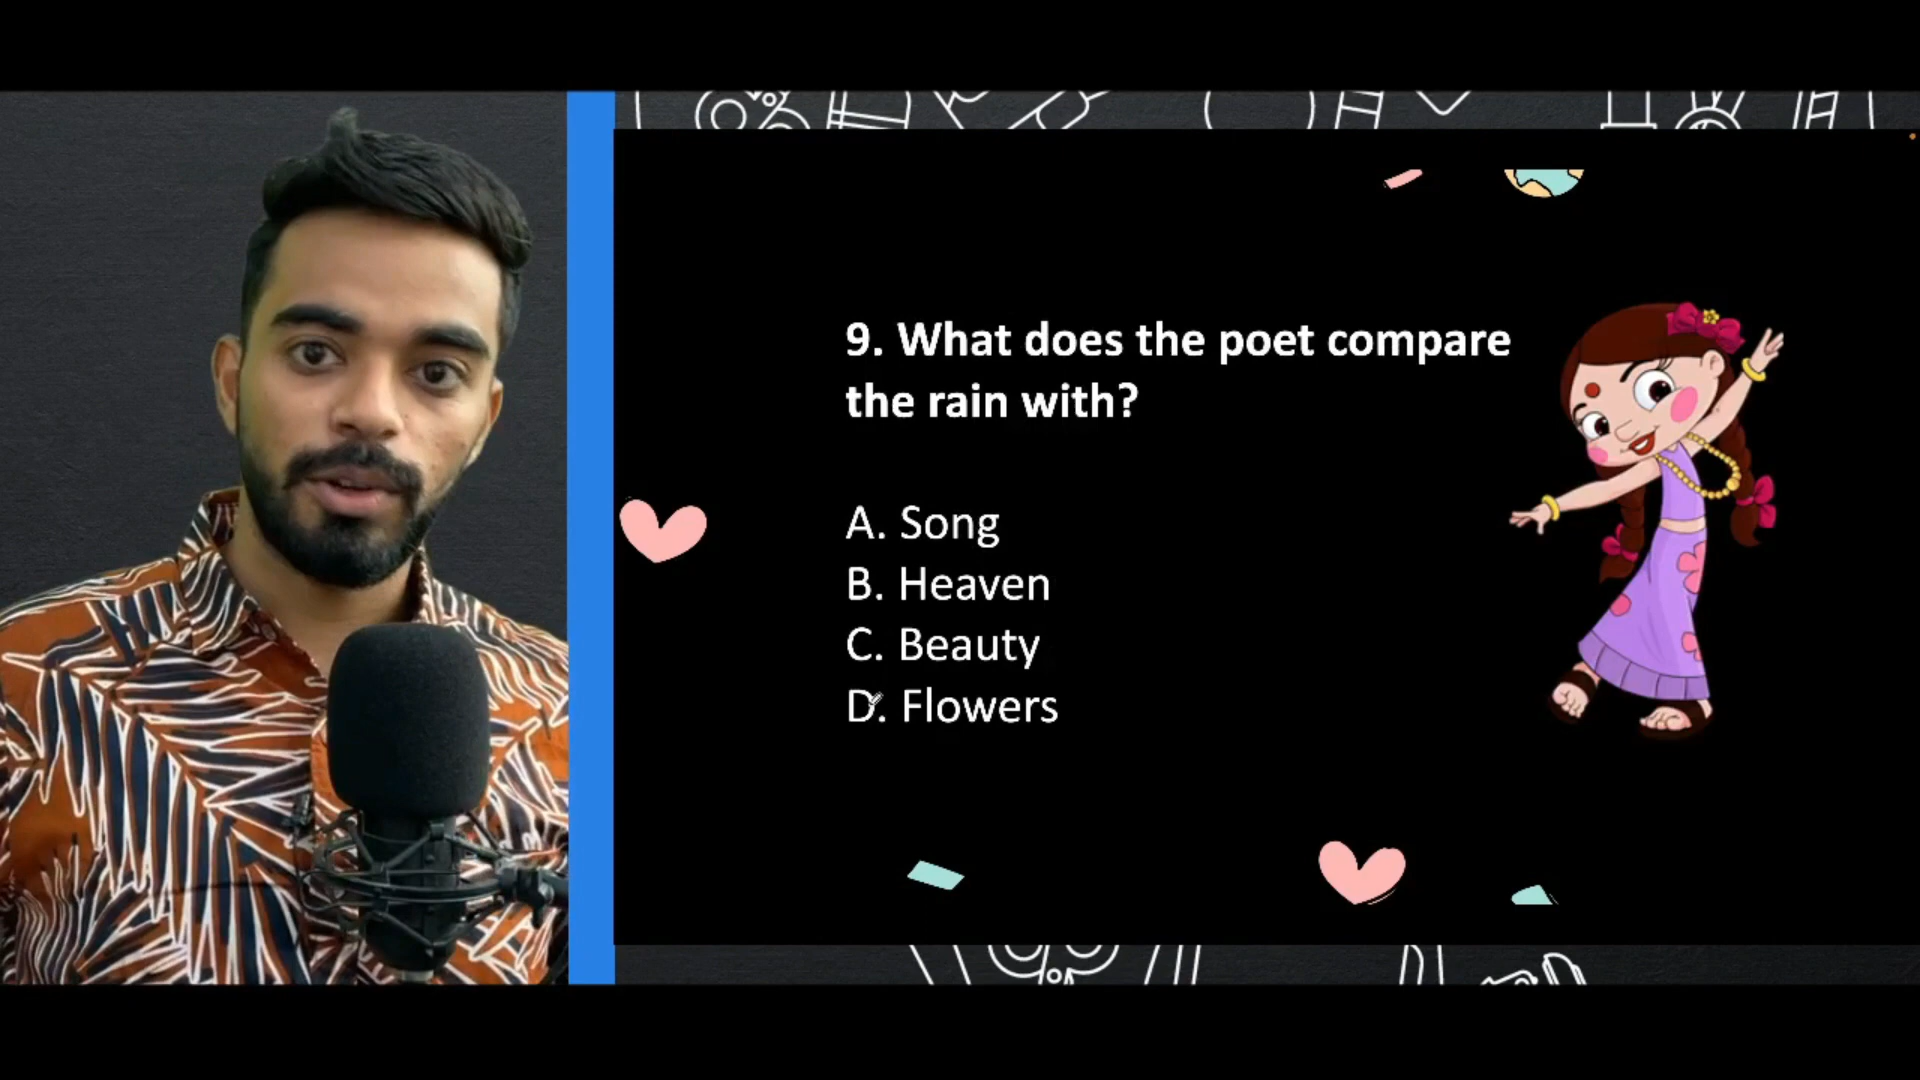 9. What does the poet compare
the rain with?
A. Song
B. Heaven
C. Beauty
D. Flowers